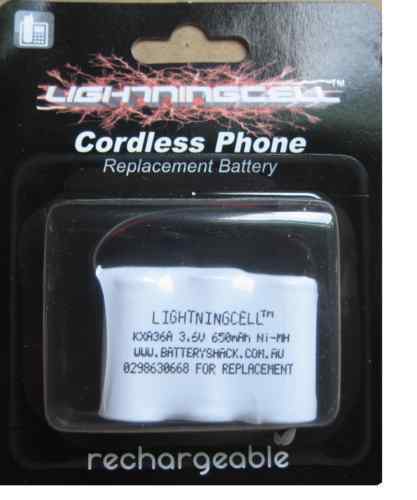 LIGHTNINGCELL™
Cordless Phone
Replacement Battery
LIGHTNINGCELL™
KXA36A 3.6V 650mAh Ni-MH
WWW.BATTERYSHACK.COM.AU
0298630668 FOR REPLACEMENT
rechargeable